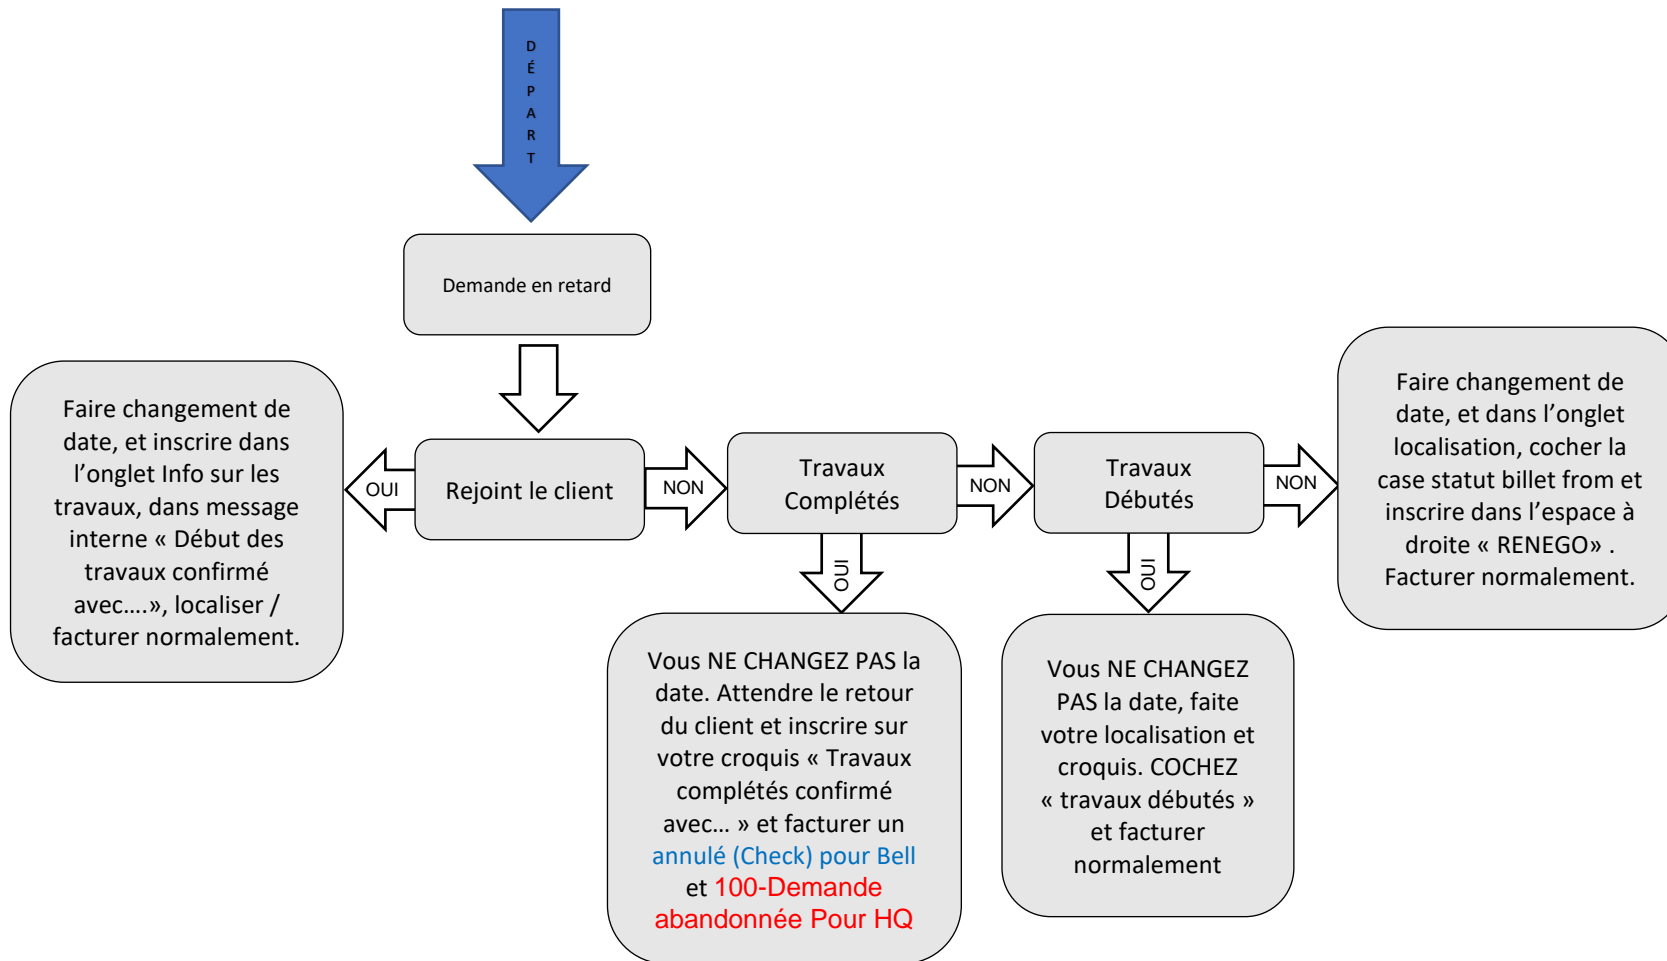 DÉPART
Demande en retard
Faire changement de
date, et inscrire dans
l’onglet Info sur les
travaux, dans message
interne « Début des
travaux confirmé
avec….», localiser /
facturer normalement.
OUI
Rejoint le client
NON
Travaux
Complétés
NON
Travaux
Débutés
NON
Faire changement de
date, et dans l’onglet
localisation, cocher la
case statut billet from et
inscrire dans l’espace à
droite « RENEGO» .
Facturer normalement.
OUI
OUI
Vous NE CHANGEZ PAS la
date. Attendre le retour
du client et inscrire sur
votre croquis « Travaux
complétés confirmé
avec… » et facturer un
annulé (Check) pour Bell
et 100-Demande
abandonnée Pour HQ
Vous NE CHANGEZ
PAS la date, faite
votre localisation et
croquis. COCHEZ
« travaux débutés »
et facturer
normalement